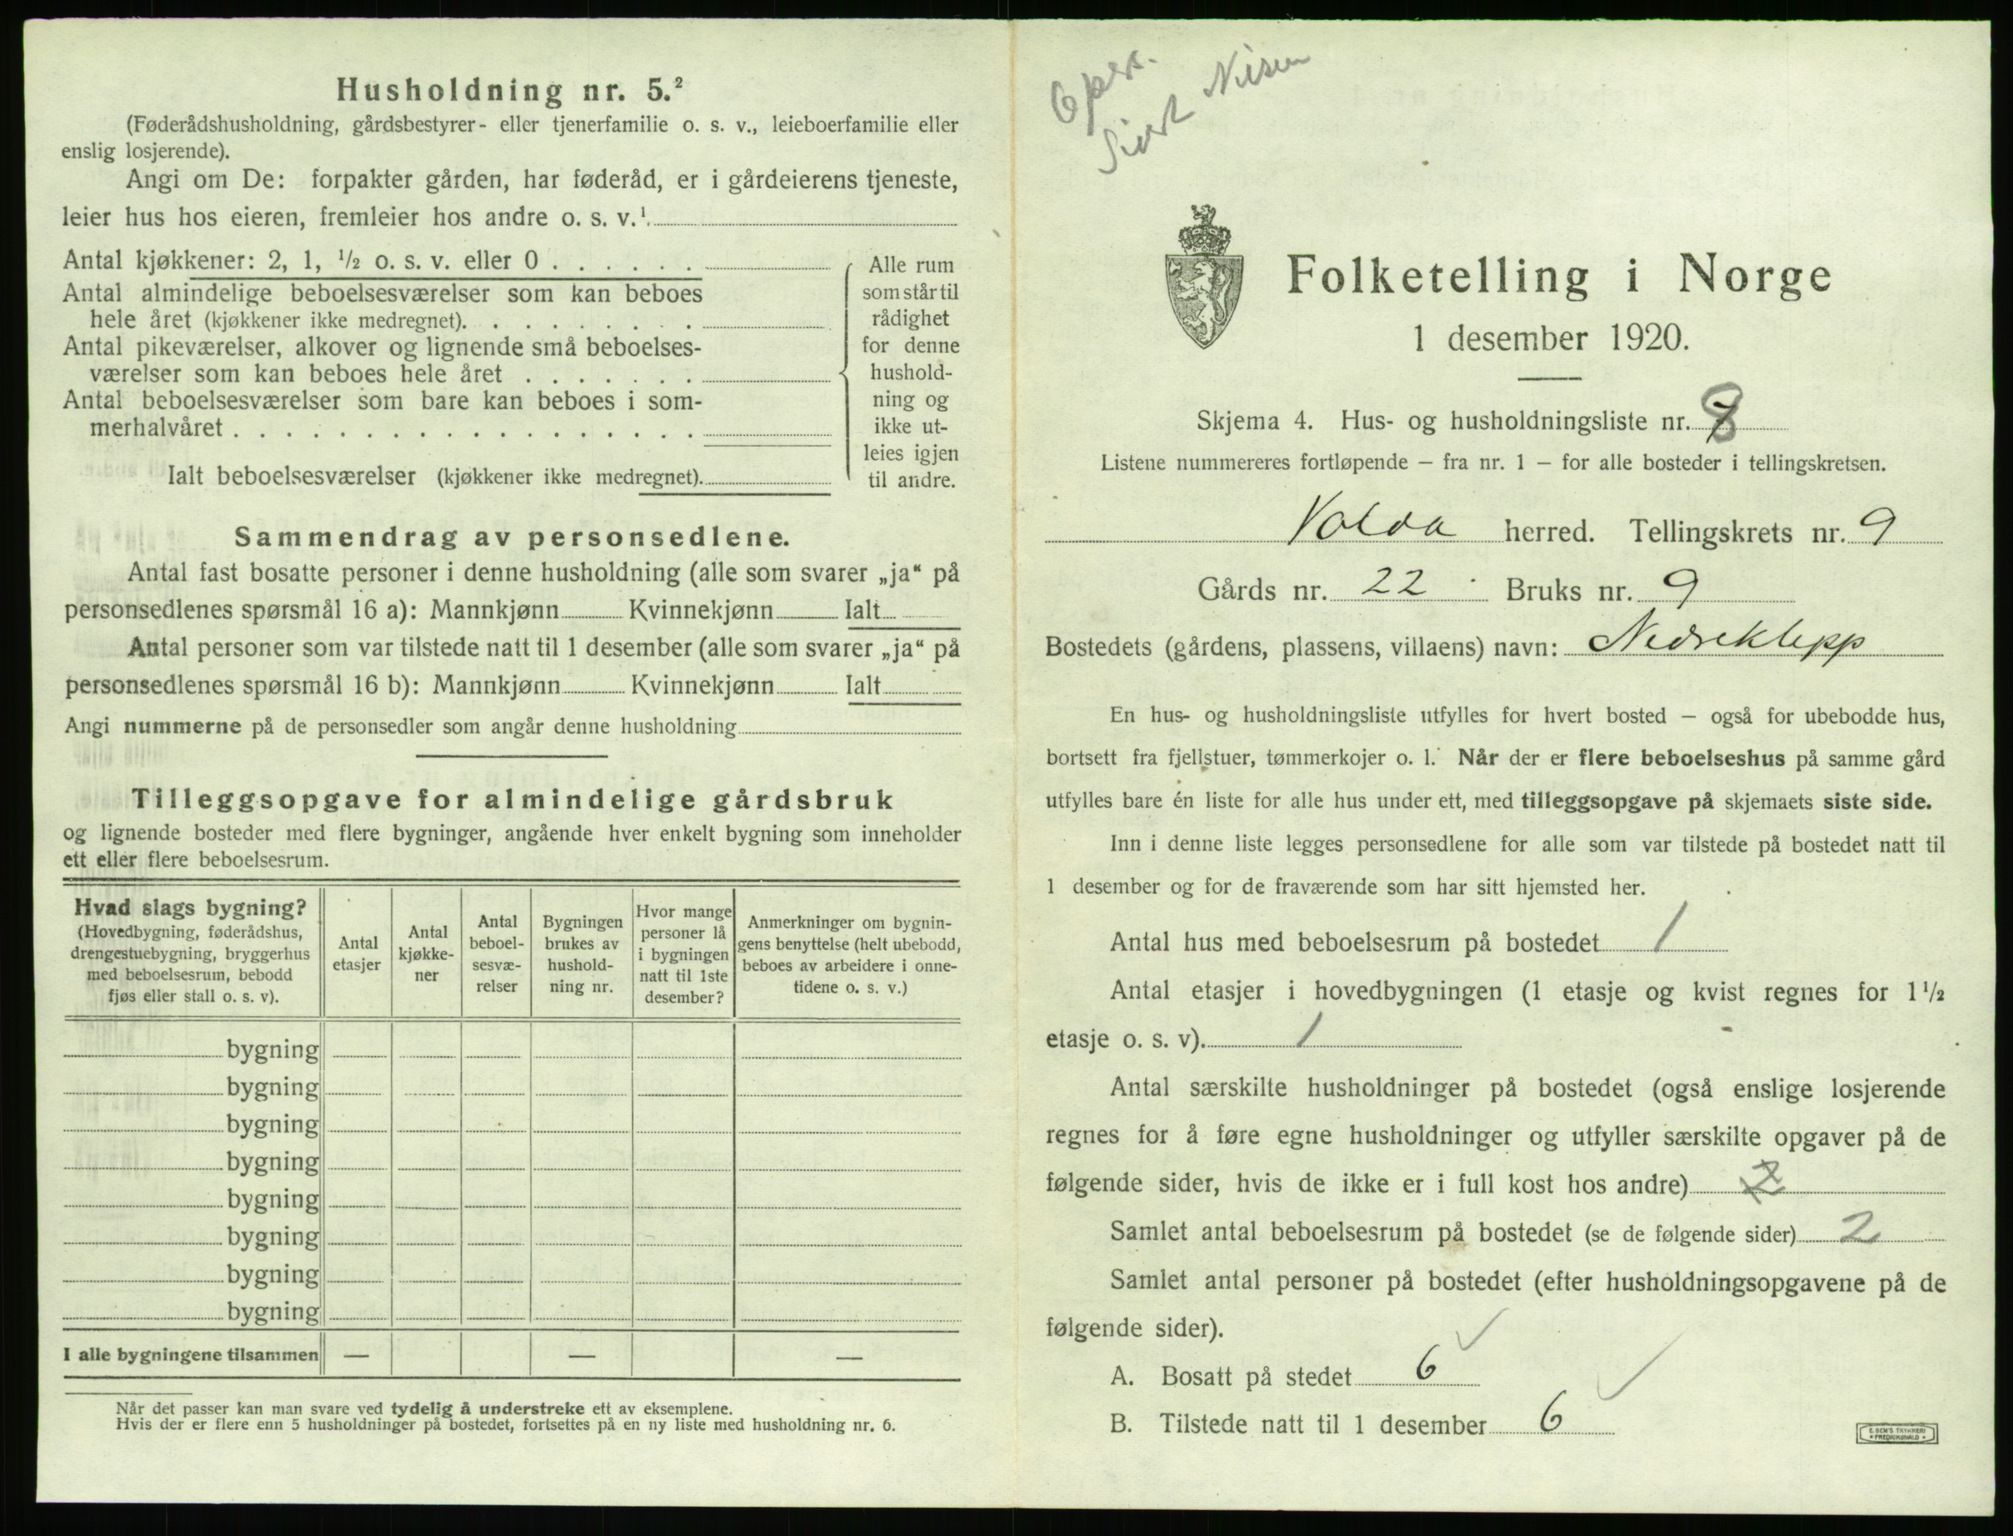 Husholdning nr. 5.²
(Føderådshusholdning, gårdsbestyrer- eller tjenerfamilie o. s. v., leieboerfamilie eller
enslig losjerende).
Angi om De: forpakter gården, har føderåd, er i gårdeierens tjeneste,
leier hus hos eieren, fremleier hos andre o. s. v.¹
Antal kjøkkener: 2, 1, ½ o. s. v. eller 0 . . . . . .
Antal almindelige beboelsesværelser som kan beboes
hele året (kjøkkener ikke medregnet). . . . . . . . .
Antal pikeværelser, alkover og lignende små beboelses-
værelser som kan beboes hele året . . . . . . .
Antal beboelsesværelser som bare kan beboes i som-
merhalvåret . . . . . . . . . . . . . . . . . .
Ialt beboelsesværelser (kjøkkener ikke medregnet).
Alle rum
som står til
rådighet
for denne
hushold-
ning og
ikke ut-
leies igjen
til andre.
Sammendrag av personsedlene.
Antal fast bosatte personer i denne husholdning (alle som svarer „ja“ på
personsedlenes spørsmål 16 a): Mannkjønn Kvinnekjønn Ialt
Antal personer som var tilstede natt til 1 desember (alle som svarer „ja“ på
personsedlenes spørsmål 16 b): Mannkjønn Kvinnekjønn Ialt
Angi nummerne på de personsedler som angår denne husholdning
Tilleggsopgave for almindelige gårdsbruk
og lignende bosteder med flere bygninger, angående hver enkelt bygning som inneholder
ett eller flere beboelsesrum.
Hvad slags bygning?
(Hovedbygning, føderådshus,
drengestuebygning, bryggerhus
med beboelsesrum, bebodd
fjøs eller stall o. s. v).
Antal
etasjer
Antal
kjøkke-
ner
Antal
beboel-
sesvæ-
relser
Bygningen
brukes av
hushold-
ning nr.
Hvor mange
personer lå
i bygningen
natt til 1ste
desember?
Anmerkninger om bygnin-
gens benyttelse (helt ubebodd,
beboes av arbeidere i onne-
tidene o. s. v.)
bygning
bygning
bygning
bygning
bygning
bygning
bygning
bygning
I alle bygningene tilsammen — — —
Når det passer kan man svare ved tydelig å understreke ett av eksemplene.
Hvis der er flere enn 5 husholdninger på bostedet, fortsettes på en ny liste med husholdning nr. 6.
6 pers.
Sivert Nilsen
Folketelling i Norge
1 desember 1920.
Skjema 4. Hus- og husholdningsliste nr. 8
Listene nummereres fortløpende – fra nr. 1 – for alle bosteder i tellingskretsen.
Volda herred. Tellingskrets nr. 9
Gårds nr. 22 Bruks nr. 9
Bostedets (gårdens, plassens, villaens) navn: Nedreklepp
En hus- og husholdningsliste utfylles for hvert bosted – også for ubebodde hus,
bortsett fra fjellstuer, tømmerkojer o. l. Når der er flere beboelseshus på samme gård
utfylles bare én liste for alle hus under ett, med tilleggsopgave på skjemaets siste side.
Inn i denne liste legges personsedlene for alle som var tilstede på bostedet natt til
1 desember og for de fraværende som har sitt hjemsted her.
Antal hus med beboelsesrum på bostedet 1
Antal etasjer i hovedbygningen (1 etasje og kvist regnes for 1½
etasje o. s. v). 1
Antal særskilte husholdninger på bostedet (også enslige losjerende
regnes for å føre egne husholdninger og utfyller særskilte opgaver på de
følgende sider, hvis de ikke er i full kost hos andre)
Samlet antal beboelsesrum på bostedet (se de følgende sider) 2
Samlet antal personer på bostedet (efter husholdningsopgavene på de
følgende sider).
A. Bosatt på stedet 6
B. Tilstede natt til 1 desember 6
E. SEM'S TRYKKERI
FREDRIKSHALD